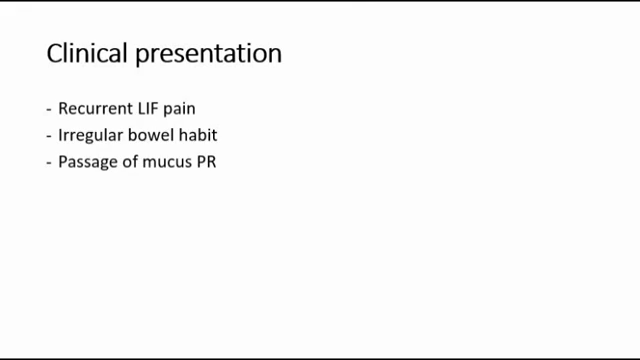 Clinical presentation
- Recurrent LIF pain
- Irregular bowel habit
- Passage of mucus PR